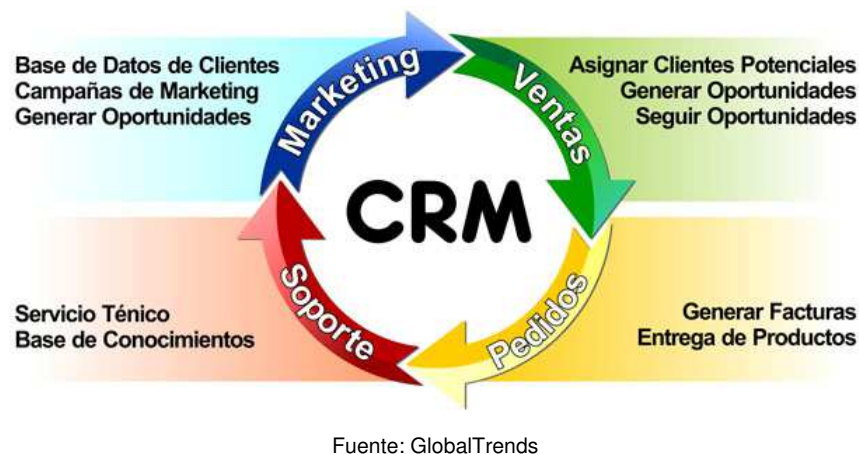 Marketing
Base de Datos de Clientes
Campañas de Marketing
Generar Oportunidades
Ventas
Asignar Clientes Potenciales
Generar Oportunidades
Seguir Oportunidades
CRM
Soporte
Servicio Ténico
Base de Conocimientos
Pedidos
Generar Facturas
Entrega de Productos
Fuente: GlobalTrends